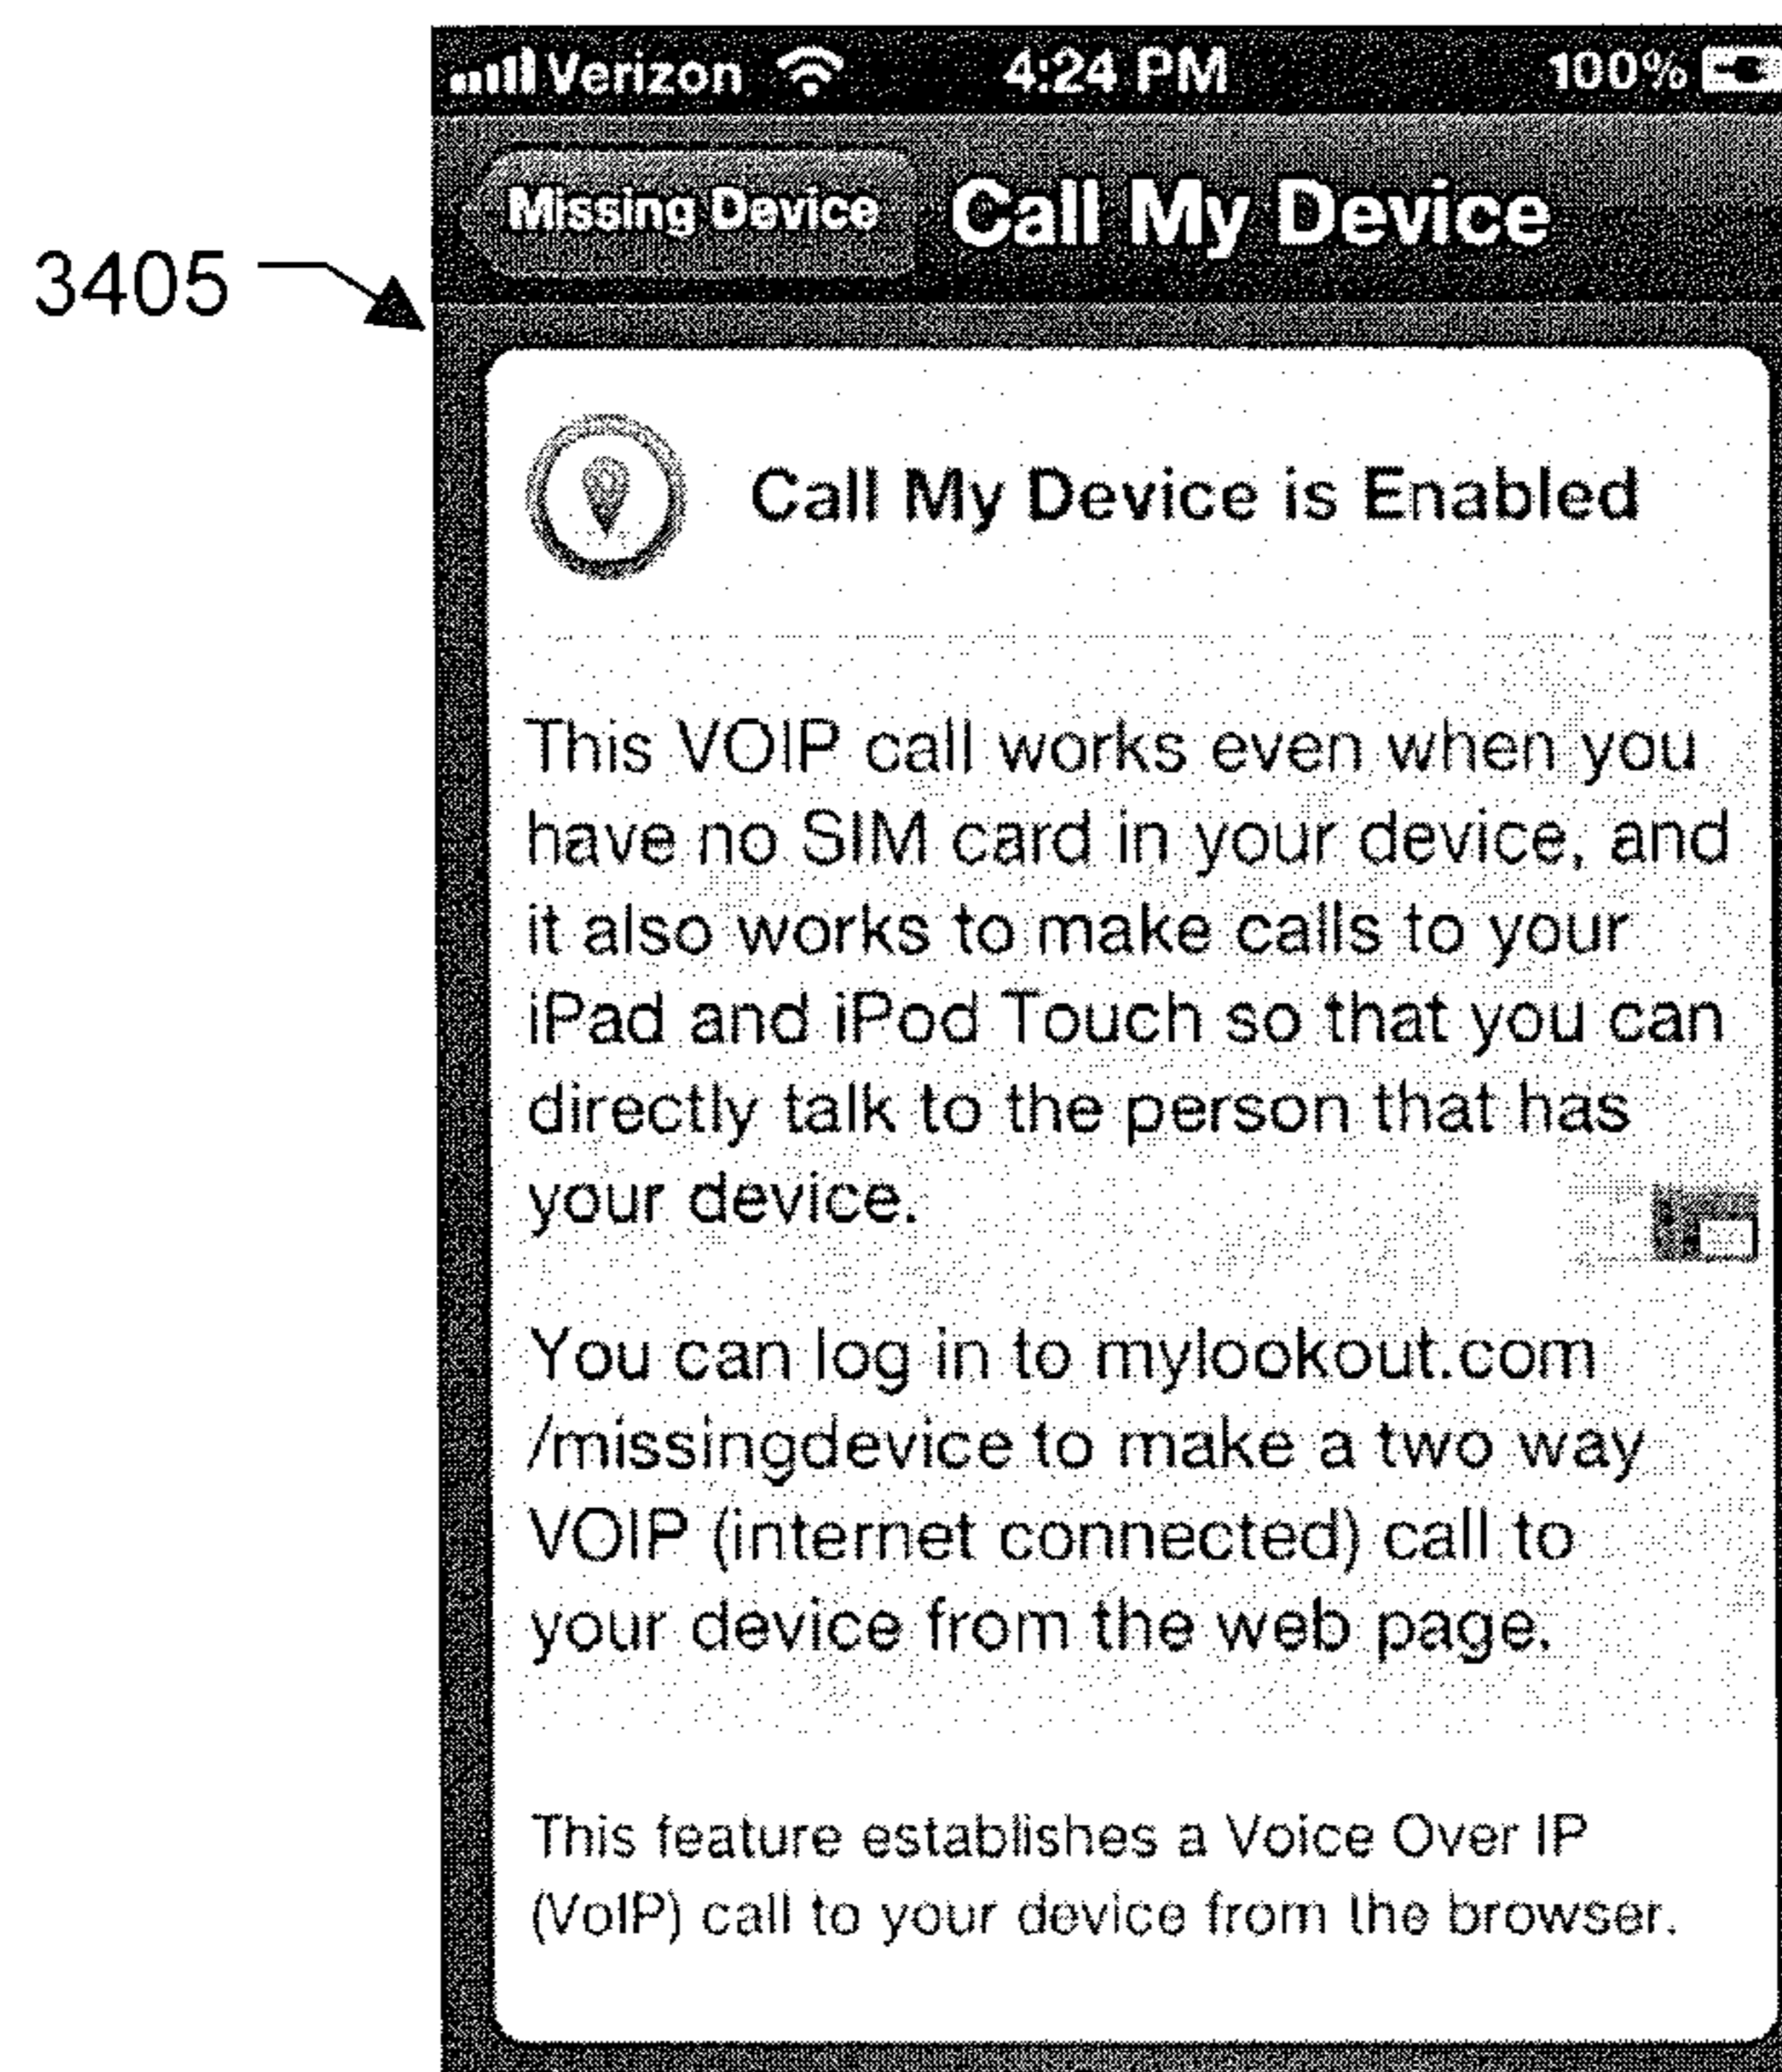 Verizon 4:24 PM 100%
Missing Device Call My Device
3405
Call My Device is Enabled
This VOIP call works even when you
have no SIM card in your device, and
it also works to make calls to your
iPad and iPod Touch so that you can
directly talk to the person that has
your device.
You can log in to mylookout.com
/missingdevice to make a two way
VOIP (internet connected) call to
your device from the web page.
This feature establishes a Voice Over IP
(VoIP) call to your device from the browser.